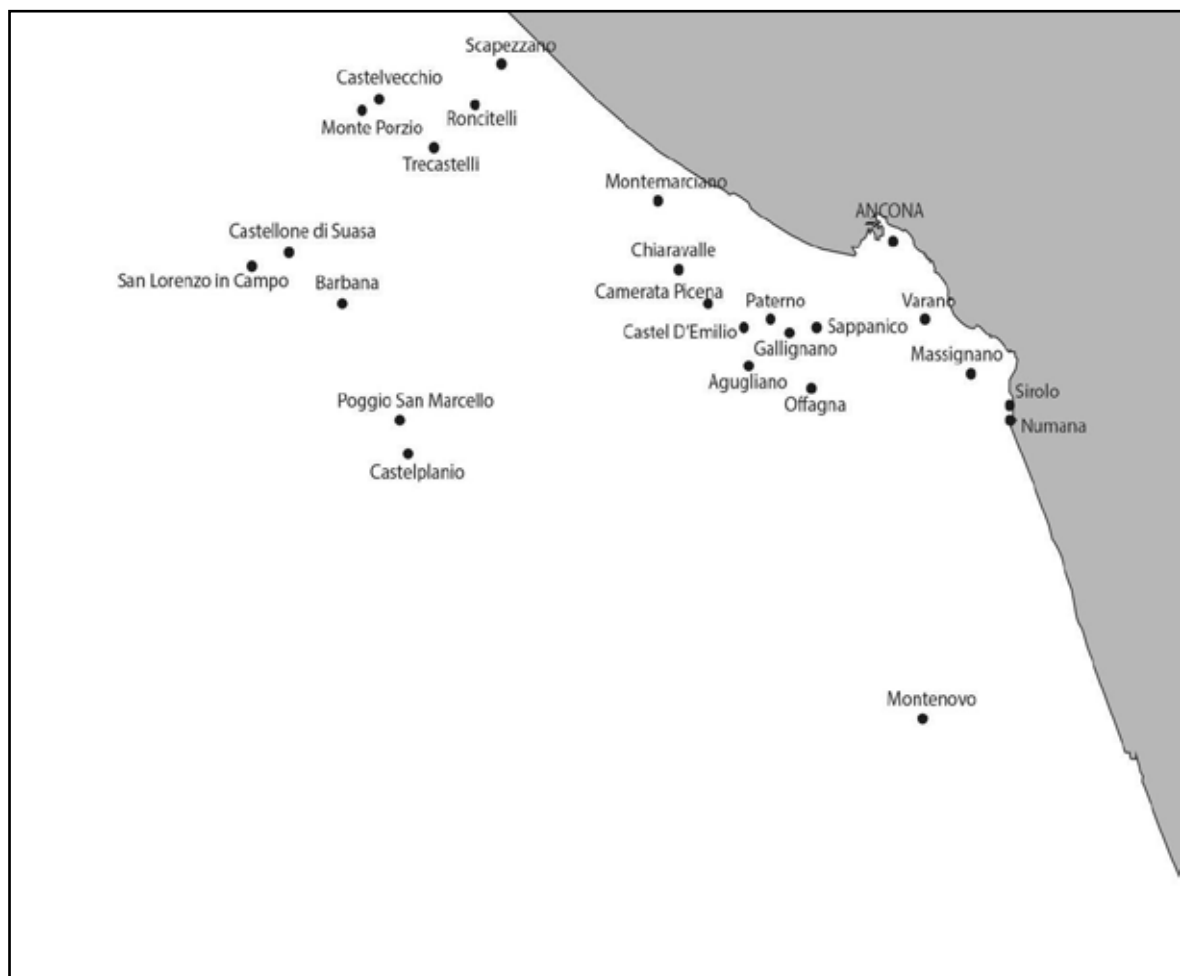 Scapezzano
Castelvecchio
Roncitelli
Monte Porzio
Trecastelli
Montemarciano
ANCONA
Castellone di Suasa
Chiaravalle
San Lorenzo in Campo
Barbana
Camerata Picena
Paterno
Varano
Castel D'Emilio
Sappanico
Gallignano
Massignano
Agugliano
Offagna
Sirolo
Poggio San Marcello
Numana
Castelplanio
Montenovo